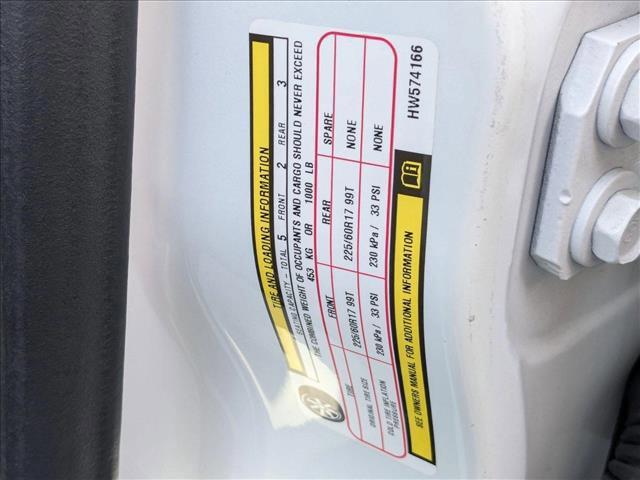 TIRE AND LOADING INFORMATION
SEATING CAPACITY - TOTAL 5 FRONT 2 REAR 3
THE COMBINED WEIGHT OF OCCUPANTS AND CARGO SHOULD NEVER EXCEED
453 KG OR 1000 LB
TIRE FRONT REAR SPARE
ORIGINAL TIRE SIZE 225/60R17 99T 225/60R17 99T NONE
COLD TIRE INFLATION PRESSURE 230 kPa / 33 PSI 230 kPa / 33 PSI NONE
SEE OWNERS MANUAL FOR ADDITIONAL INFORMATION
HW574166